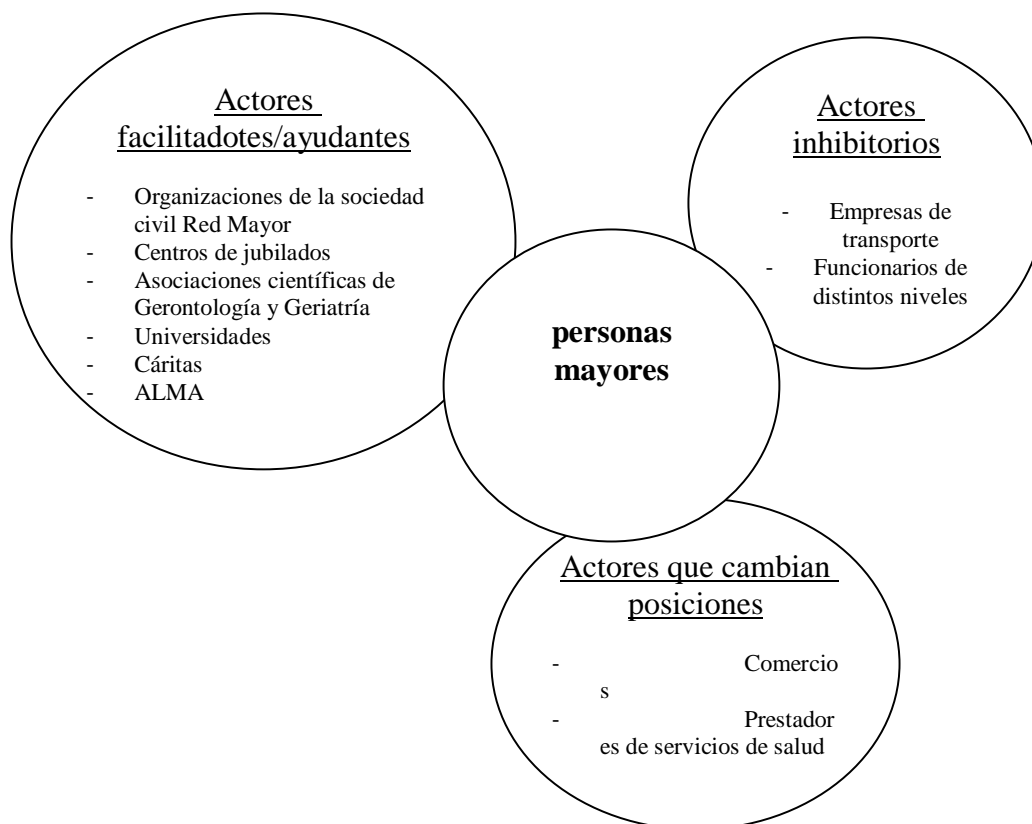 Actores
facilitadotes/ayudantes
- Organizaciones de la sociedad
civil Red Mayor
- Centros de jubilados
- Asociaciones científicas de
Gerontología y Geriatría
- Universidades
- Cáritas
- ALMA
Actores
inhibitorios
- Empresas de
transporte
- Funcionarios de
distintos niveles
personas
mayores
Actores que cambian
posiciones
- Comercio
s
- Prestador
es de servicios de salud